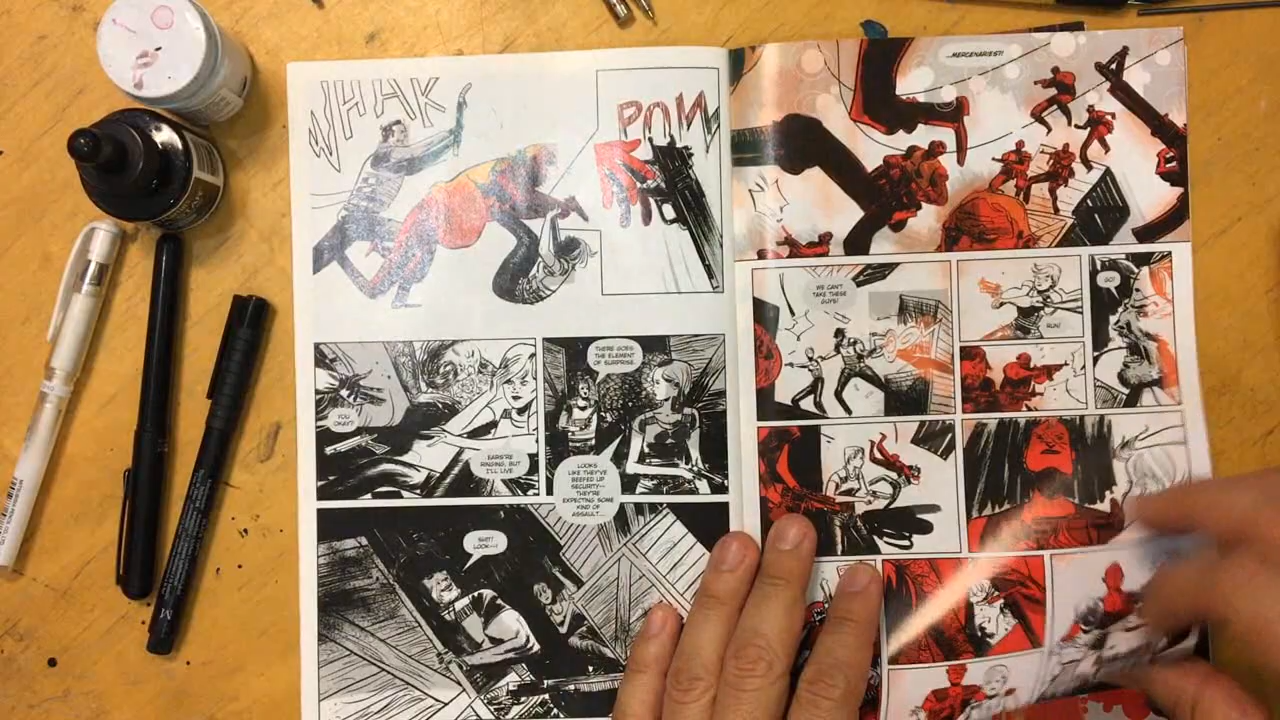 WHAK
POW
YOU
OKAY?
EARS'RE
RINGING, BUT
I'LL LIVE.
THERE GOES
THE ELEMENT
OF SURPRISE.
LOOKS
LIKE THEY'VE
BEEFED UP
SECURITY--
THEY'RE
EXPECTING SOME
KIND OF
ASSAULT...
SHIT!
LOOK--!
...MERCENARIES?!
WE CAN'T
TAKE THESE
GUYS!
RUN!
GO!
M